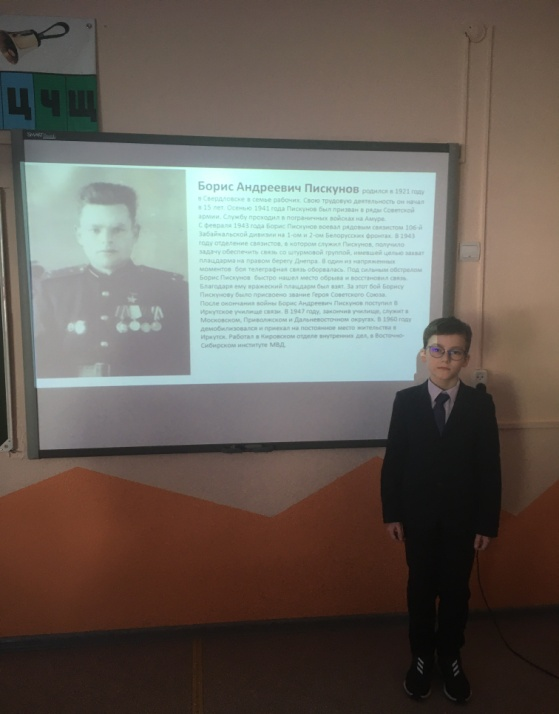 Ц Ч Щ
Борис Андреевич Пискунов родился в 1921 году
в Свердловске в семье рабочих. Свою трудовую деятельность он начал
в 15 лет. Осенью 1941 года Пискунов был призван в ряды Советской
армии. Службу проходил в пограничных войсках на Амуре.
С февраля 1943 года Борис Пискунов воевал рядовым связистом 106-й
Забайкальской дивизии на 1-ом и 2-ом Белорусских фронтах. В 1943
году отделение связистов, в котором служил Пискунов, получило
задачу обеспечить связь со штурмовой группой, имевшей целью захват
плацдарма на правом берегу Днепра. В один из напряженных
моментов боя телеграфная связь оборвалась. Под сильным обстрелом
Борис Пискунов быстро нашел место обрыва и восстановил связь.
Благодаря ему вражеский плацдарм был взят. За этот бой Борису
Пискунову было присвоено звание Героя Советского Союза.
После окончания войны Борис Андреевич Пискунов поступил в
Иркутское училище связи. В 1947 году, закончив училище, служит в
Московском, Приволжском и Дальневосточном округах. В 1960 году
демобилизовался и приехал на постоянное место жительства в
Иркутск. Работал в Кировском отделе внутренних дел, в Восточно-
Сибирском институте МВД.